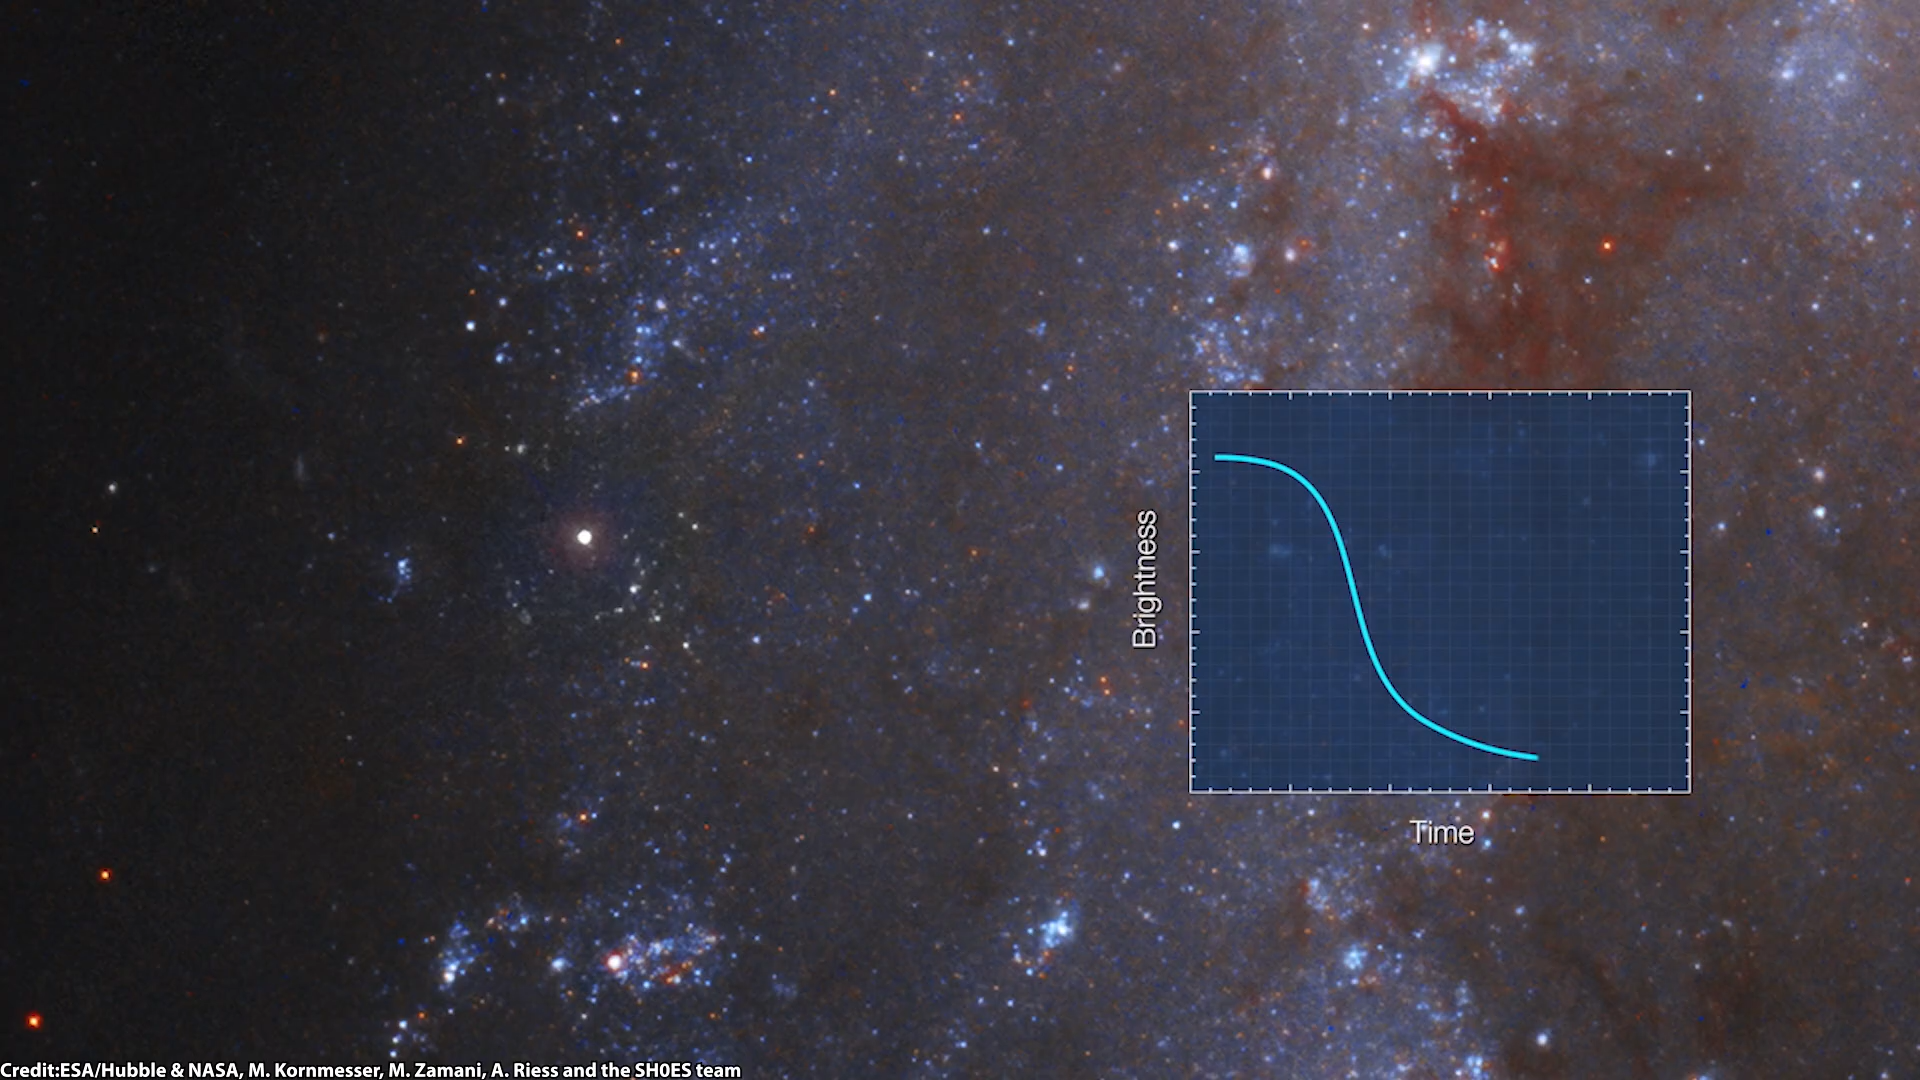 Brightness
Time
Credit:ESA/Hubble & NASA, M. Kornmesser, M. Zamani, A. Riess and the SH0ES team